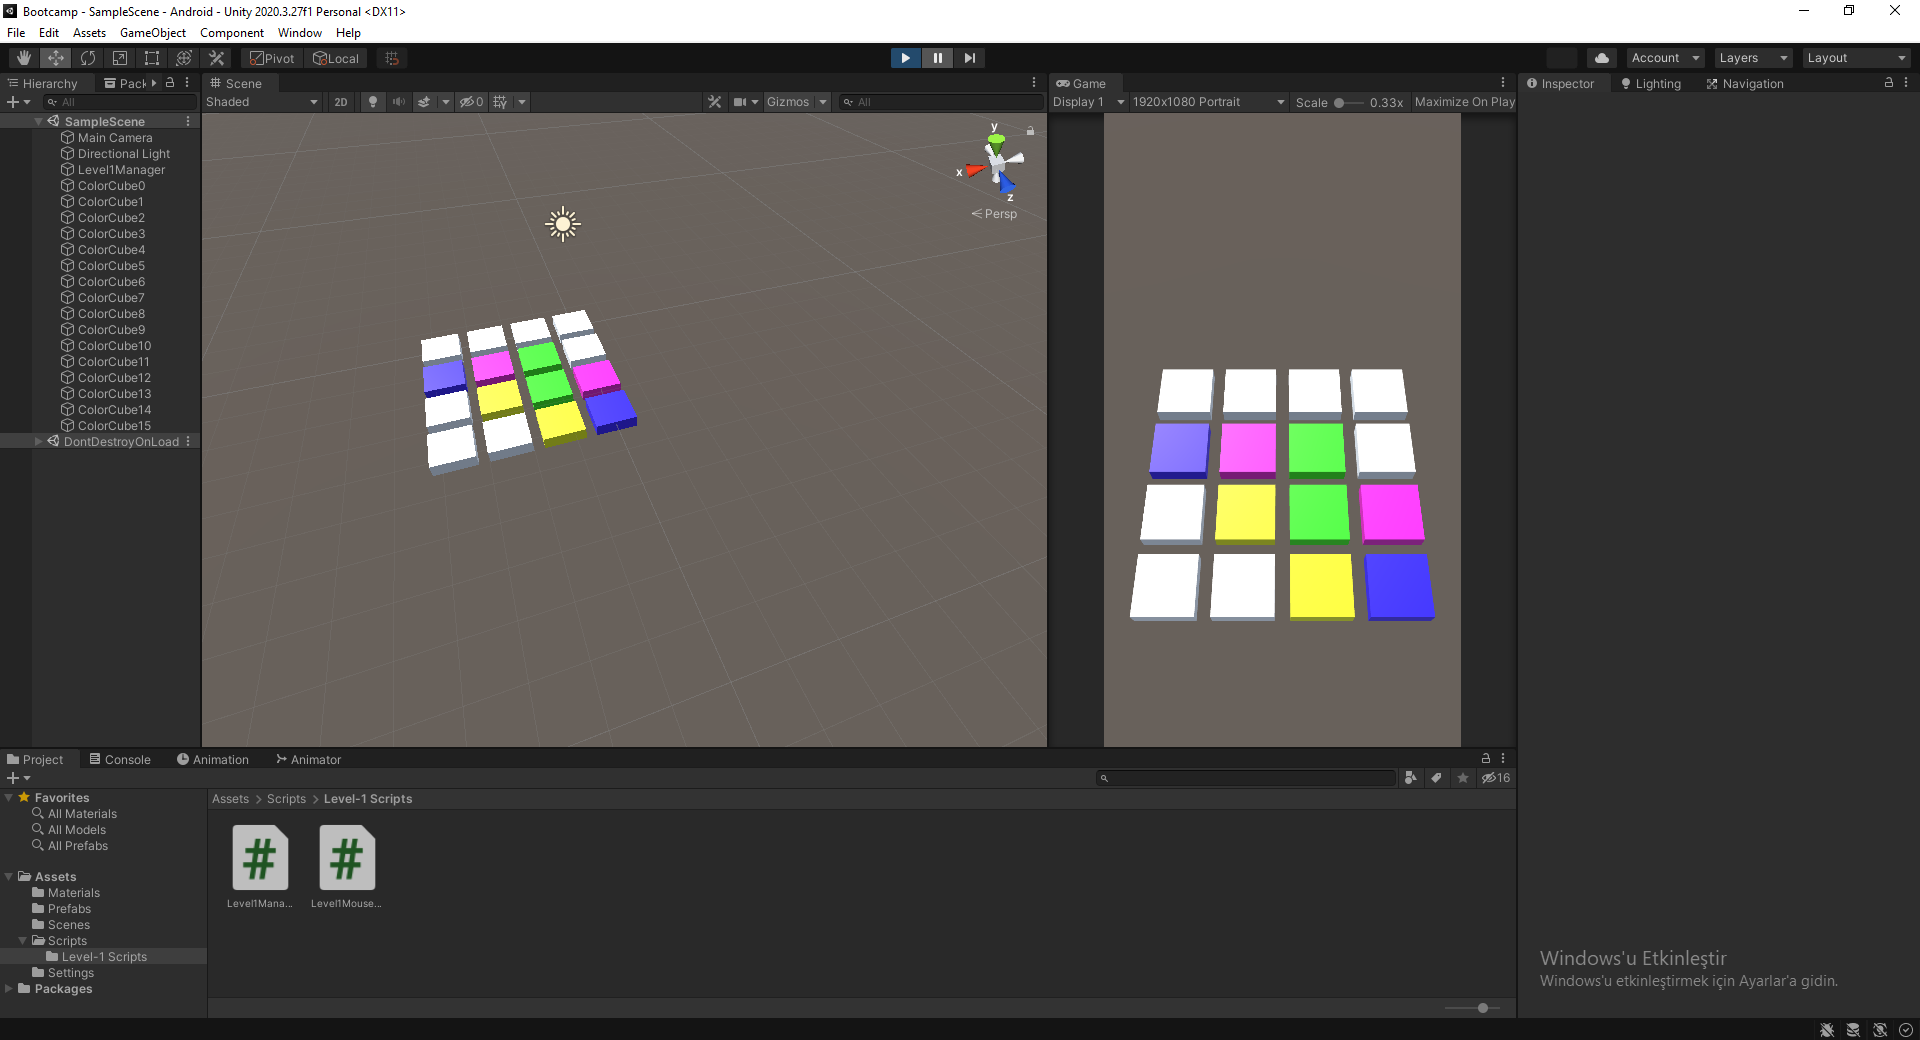 Bootcamp - SampleScene - Android - Unity 2020.3.27f1 Personal <DX11>
File Edit Assets GameObject Component Window Help
Pivot Local
Account Layers Layout
Hierarchy Pack
All
SampleScene
Main Camera
Directional Light
Level1Manager
ColorCube0
ColorCube1
ColorCube2
ColorCube3
ColorCube4
ColorCube5
ColorCube6
ColorCube7
ColorCube8
ColorCube9
ColorCube10
ColorCube11
ColorCube12
ColorCube13
ColorCube14
ColorCube15
DontDestroyOnLoad
Scene
Shaded 2D 0 Gizmos All
y
x
z
Persp
Game
Display 1 1920x1080 Portrait Scale 0.33x Maximize On Play
Inspector Lighting Navigation
Project Console Animation Animator
16
Favorites
All Materials
All Models
All Prefabs
Assets
Materials
Prefabs
Scenes
Scripts
Level-1 Scripts
Settings
Packages
Assets > Scripts > Level-1 Scripts
Level1Mana... Level1Mouse...
Windows'u Etkinleştir
Windows'u etkinleştirmek için Ayarlar'a gidin.